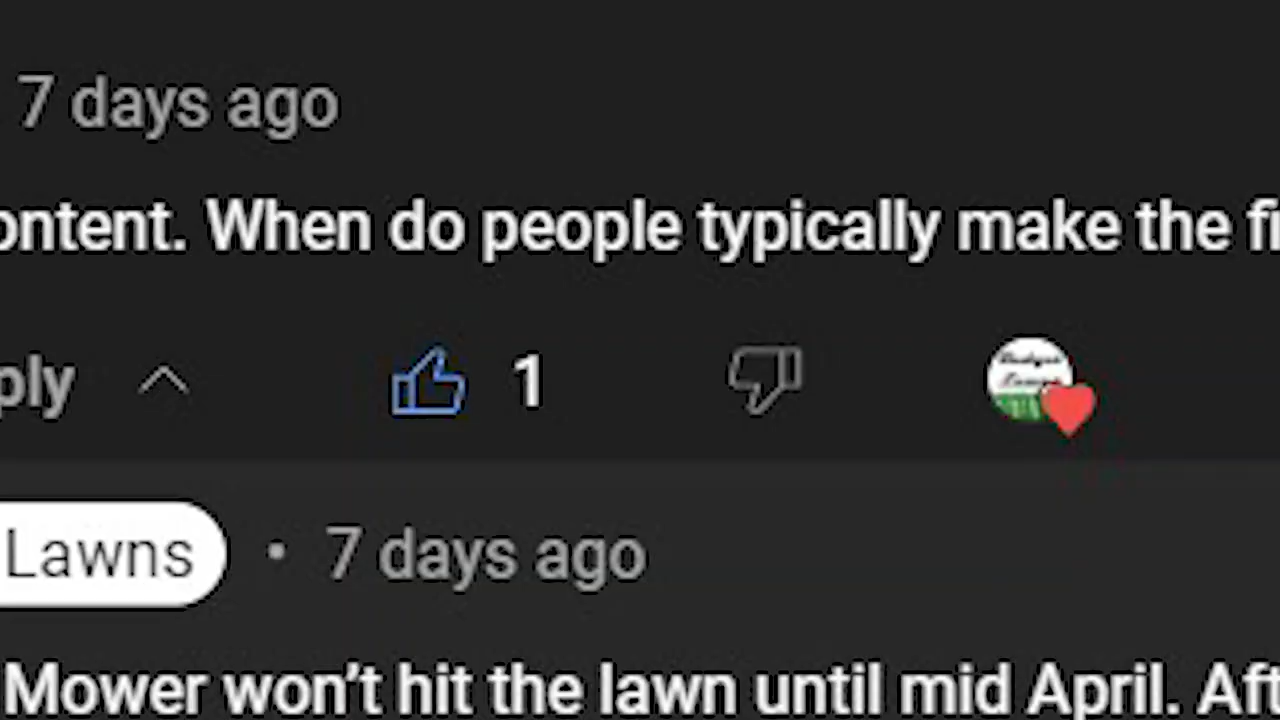 7 days ago
ontent. When do people typically make the fi
ply
1
Lawns • 7 days ago
Mower won’t hit the lawn until mid April. Aft